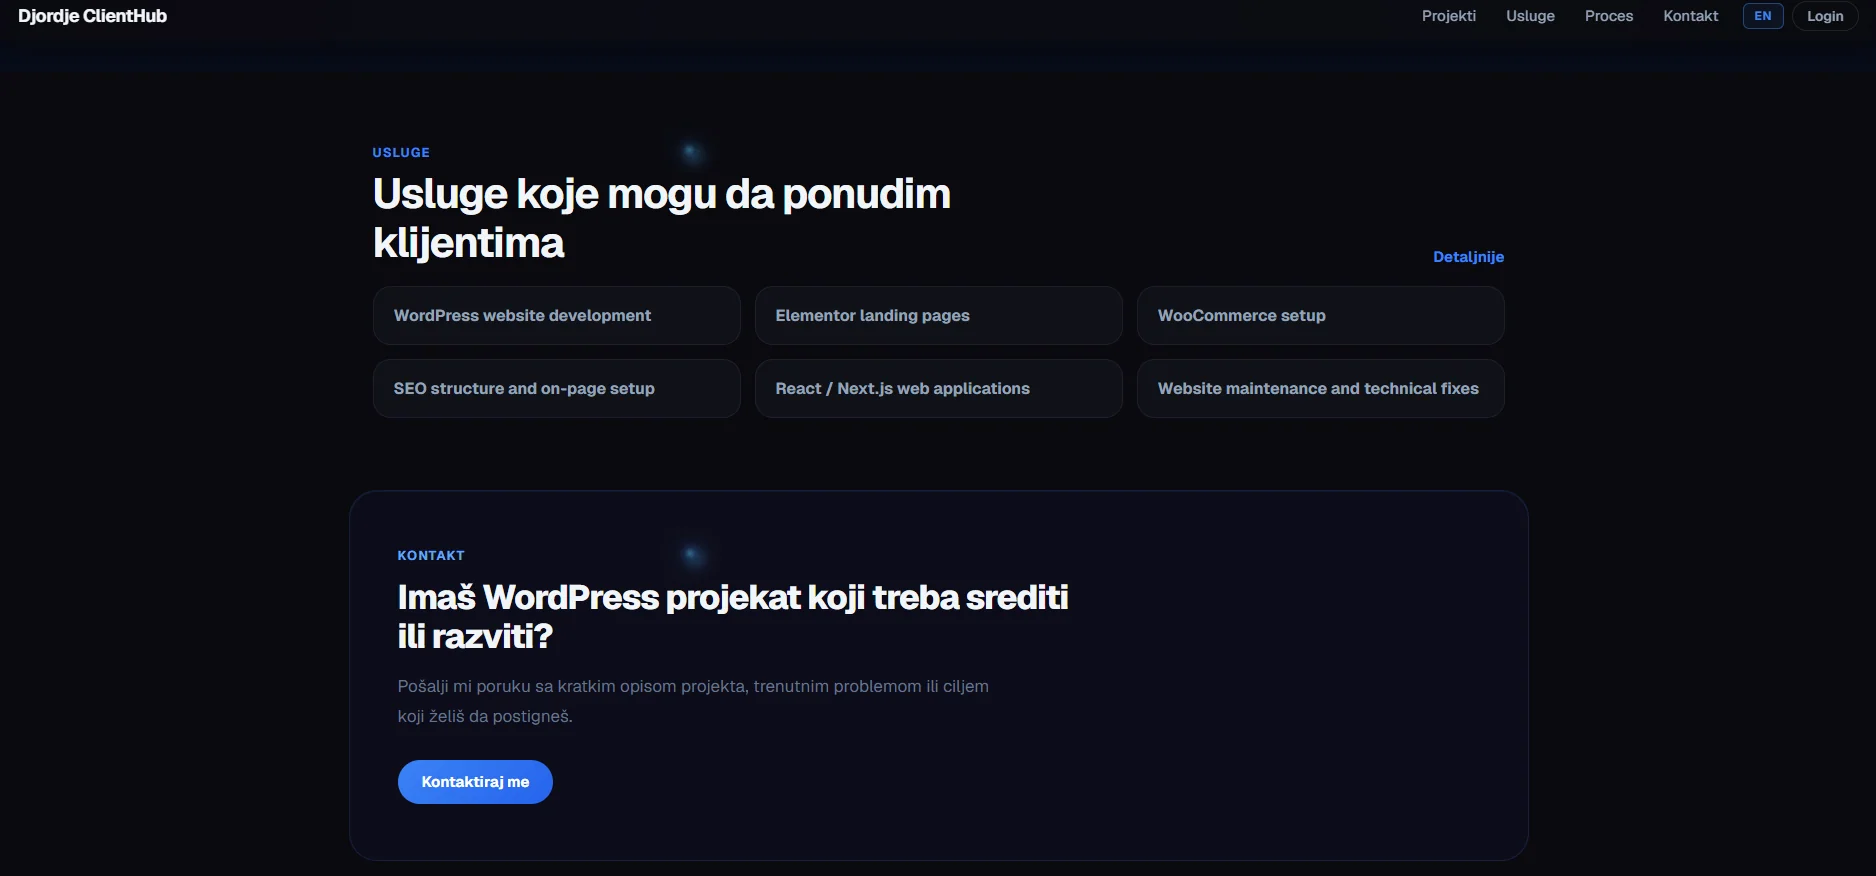 Djordje ClientHub
Projekti Usluge Proces Kontakt EN Login
USLUGE
Usluge koje mogu da ponudim
klijentima
Detaljnije
WordPress website development
Elementor landing pages
WooCommerce setup
SEO structure and on-page setup
React / Next.js web applications
Website maintenance and technical fixes
KONTAKT
Imaš WordPress projekat koji treba srediti
ili razviti?
Pošalji mi poruku sa kratkim opisom projekta, trenutnim problemom ili ciljem
koji želiš da postigneš.
Kontaktiraj me